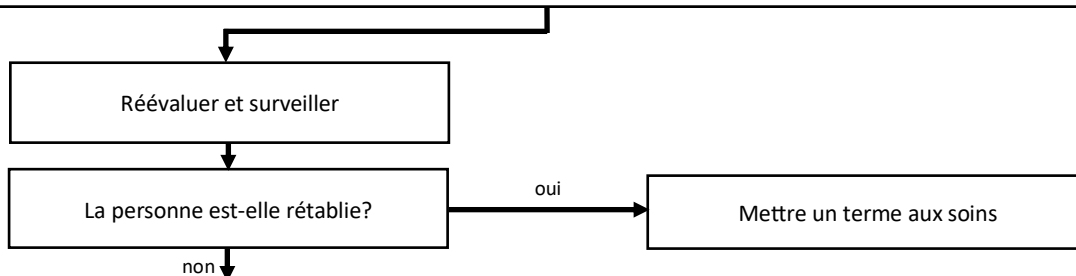 Réévaluer et surveiller
La personne est-elle rétablie?
oui
Mettre un terme aux soins
non